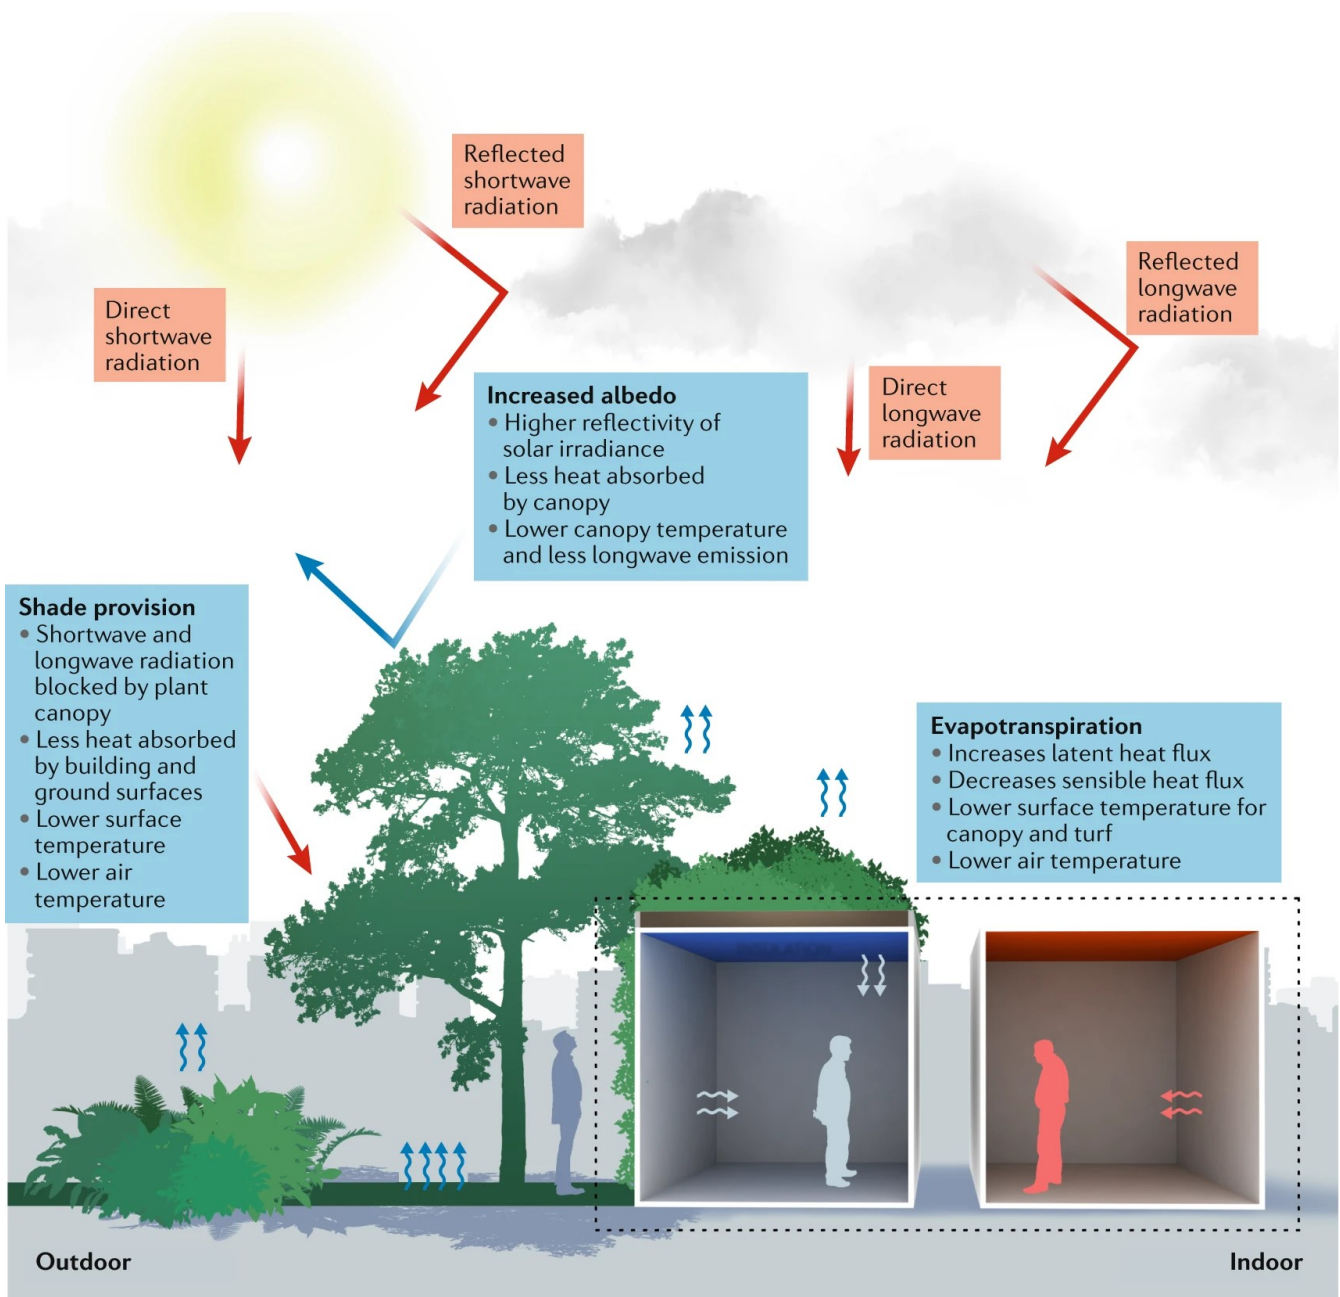 Reflected
shortwave
radiation
Direct
shortwave
radiation
Reflected
longwave
radiation
Direct
longwave
radiation
Increased albedo
• Higher reflectivity of
solar irradiance
• Less heat absorbed
by canopy
• Lower canopy temperature
and less longwave emission
Shade provision
• Shortwave and
longwave radiation
blocked by plant
canopy
• Less heat absorbed
by building and
ground surfaces
• Lower surface
temperature
• Lower air
temperature
Evapotranspiration
• Increases latent heat flux
• Decreases sensible heat flux
• Lower surface temperature for
canopy and turf
• Lower air temperature
Outdoor
Indoor